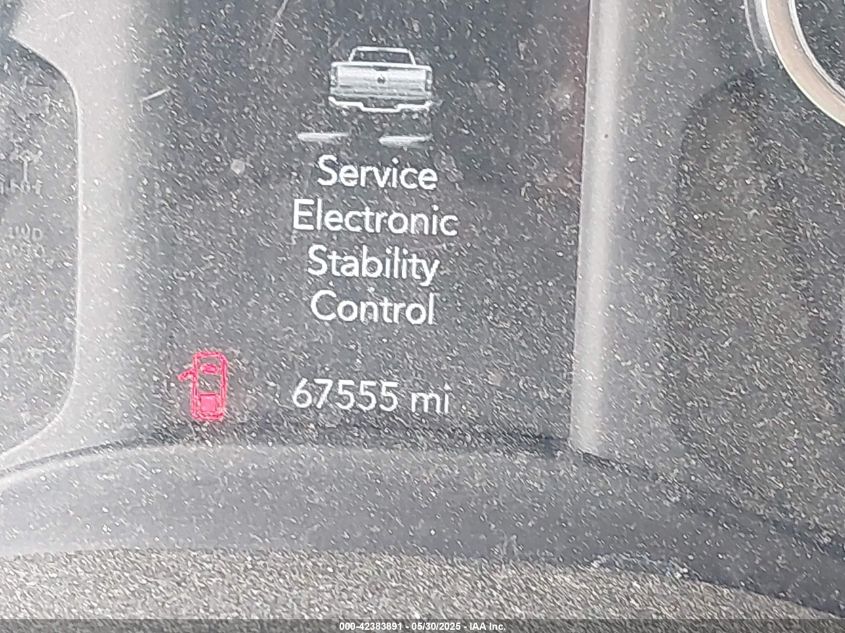 Service
Electronic
Stability
Control
67555 mi
000-42383891 - 05/30/2025 - IAA Inc.